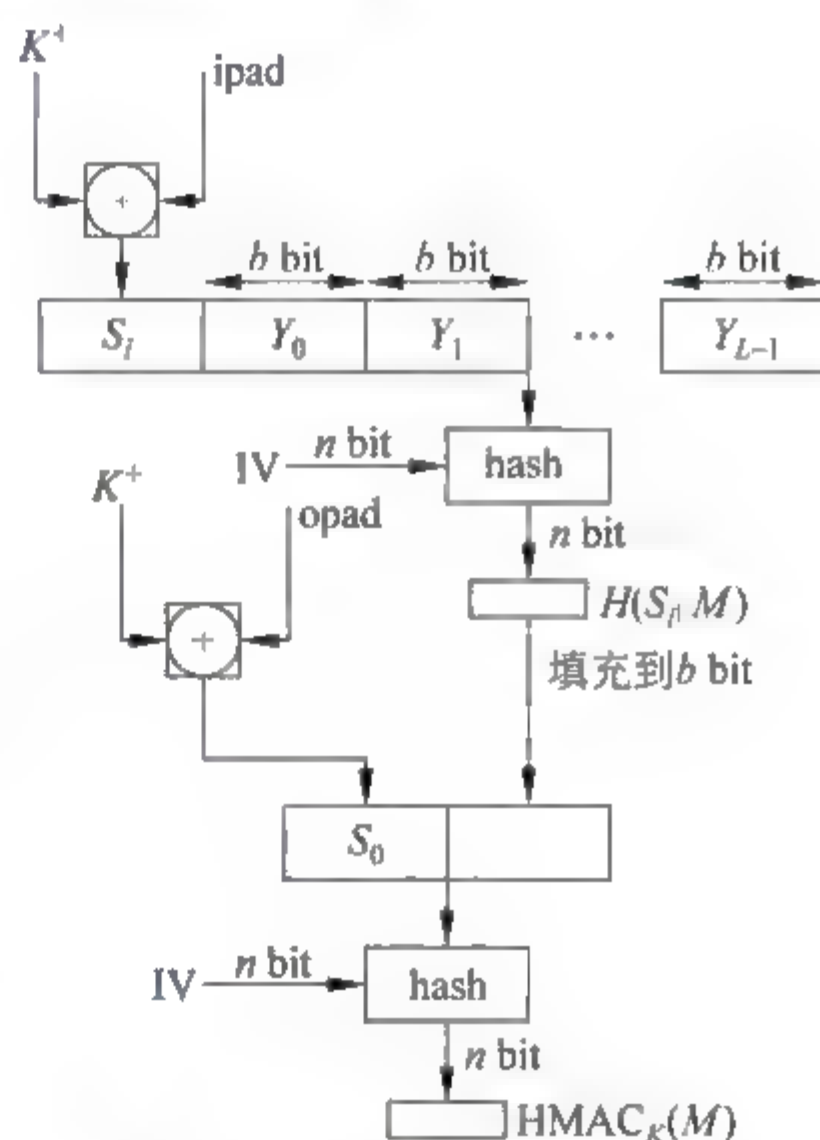 K⁺
ipad
+
b bit b bit b bit
S_i Y_0 Y_1 … Y_{L-1}
IV n bit hash
K⁺ opad
n bit
H(S_i| M)
+
填充到b bit
S_0
IV n bit hash
n bit
HMAC_K(M)